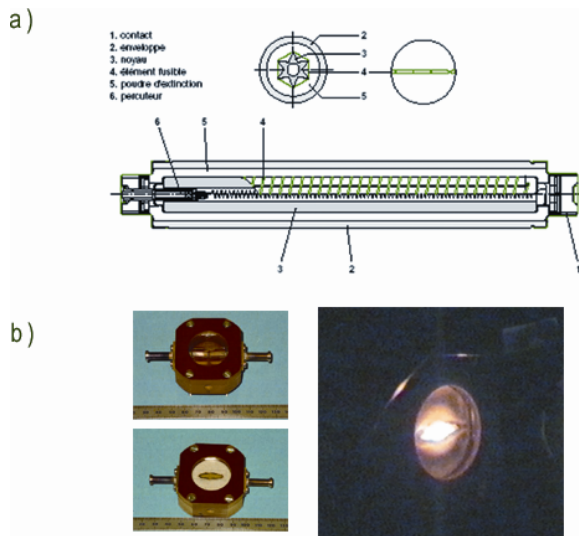 a)
1. contact
2. enveloppe
3. noyau
4. élément fusible
5. poudre d'extinction
6. percuteur
2
3
4
5
6
5
4
3
2
1
b)